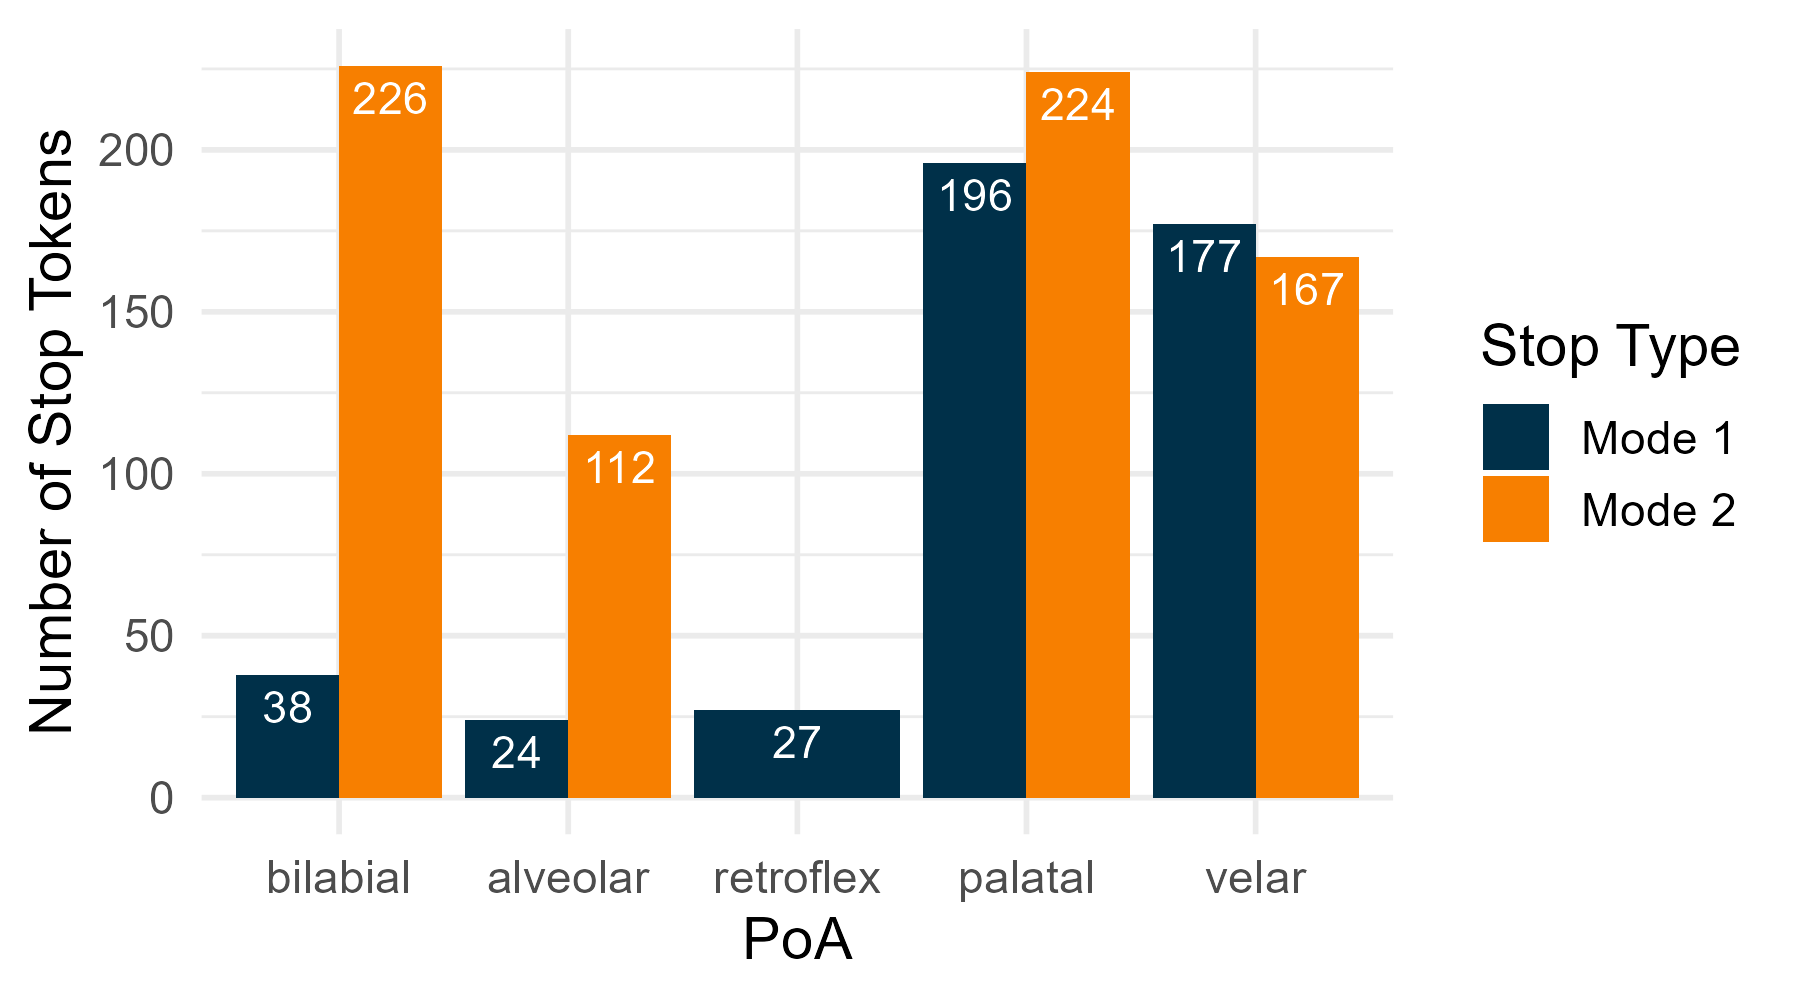 Number of Stop Tokens
200
150
100
50
0
226
38
112
24
27
224
196
177
167
bilabial
alveolar
retroflex
palatal
velar
PoA
Stop Type
Mode 1
Mode 2